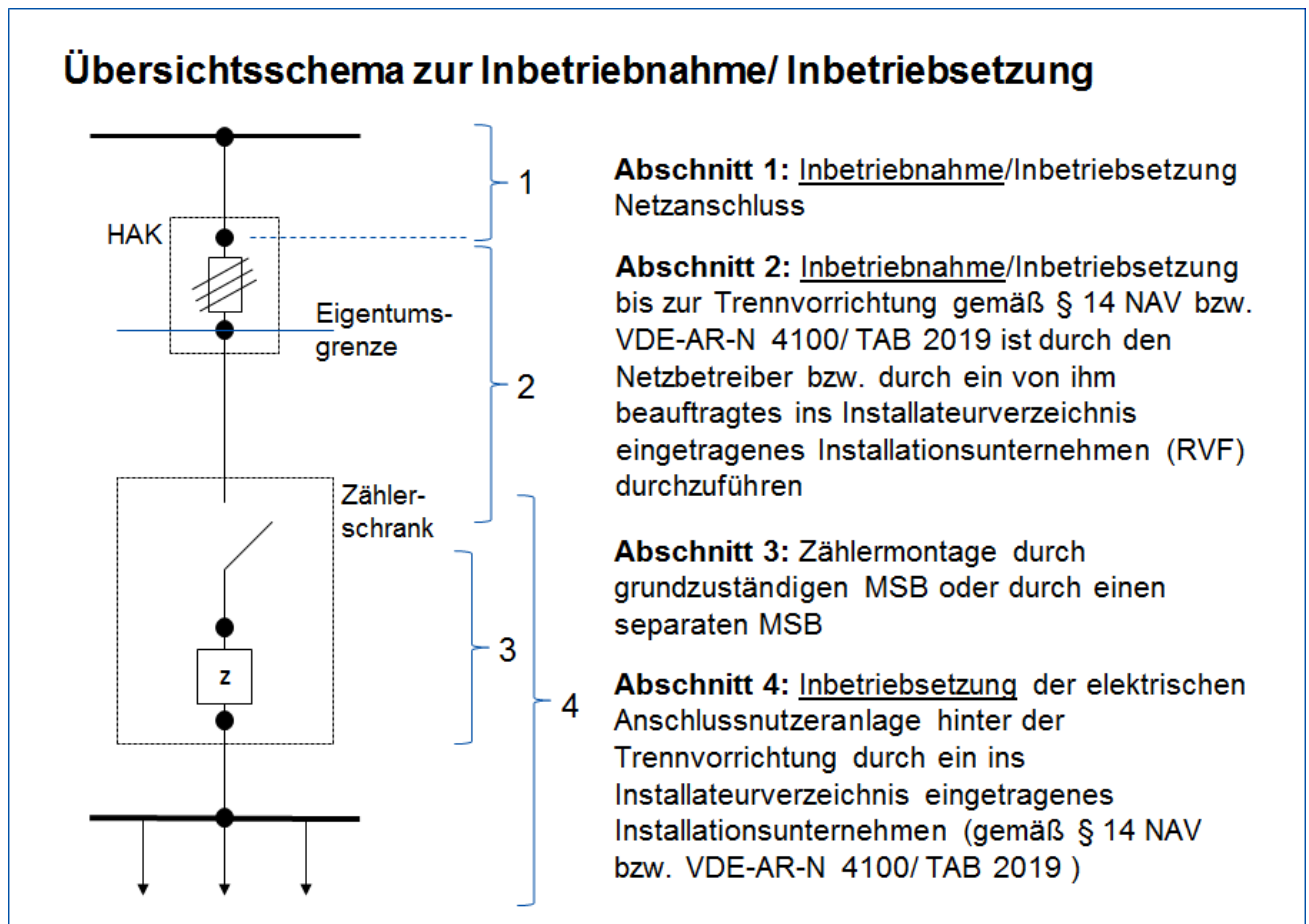 Übersichtsschema zur Inbetriebnahme/ Inbetriebsetzung
1
HAK
Eigentums-
grenze
2
Zähler-
schrank
3
z
4
Abschnitt 1: Inbetriebnahme/Inbetriebsetzung
Netzanschluss
Abschnitt 2: Inbetriebnahme/Inbetriebsetzung
bis zur Trennvorrichtung gemäß § 14 NAV bzw.
VDE-AR-N 4100/ TAB 2019 ist durch den
Netzbetreiber bzw. durch ein von ihm
beauftragtes ins Installateurverzeichnis
eingetragenes Installationsunternehmen (RVF)
durchzuführen
Abschnitt 3: Zählermontage durch
grundzuständigen MSB oder durch einen
separaten MSB
Abschnitt 4: Inbetriebsetzung der elektrischen
Anschlussnutzeranlage hinter der
Trennvorrichtung durch ein ins
Installateurverzeichnis eingetragenes
Installationsunternehmen (gemäß § 14 NAV
bzw. VDE-AR-N 4100/ TAB 2019 )